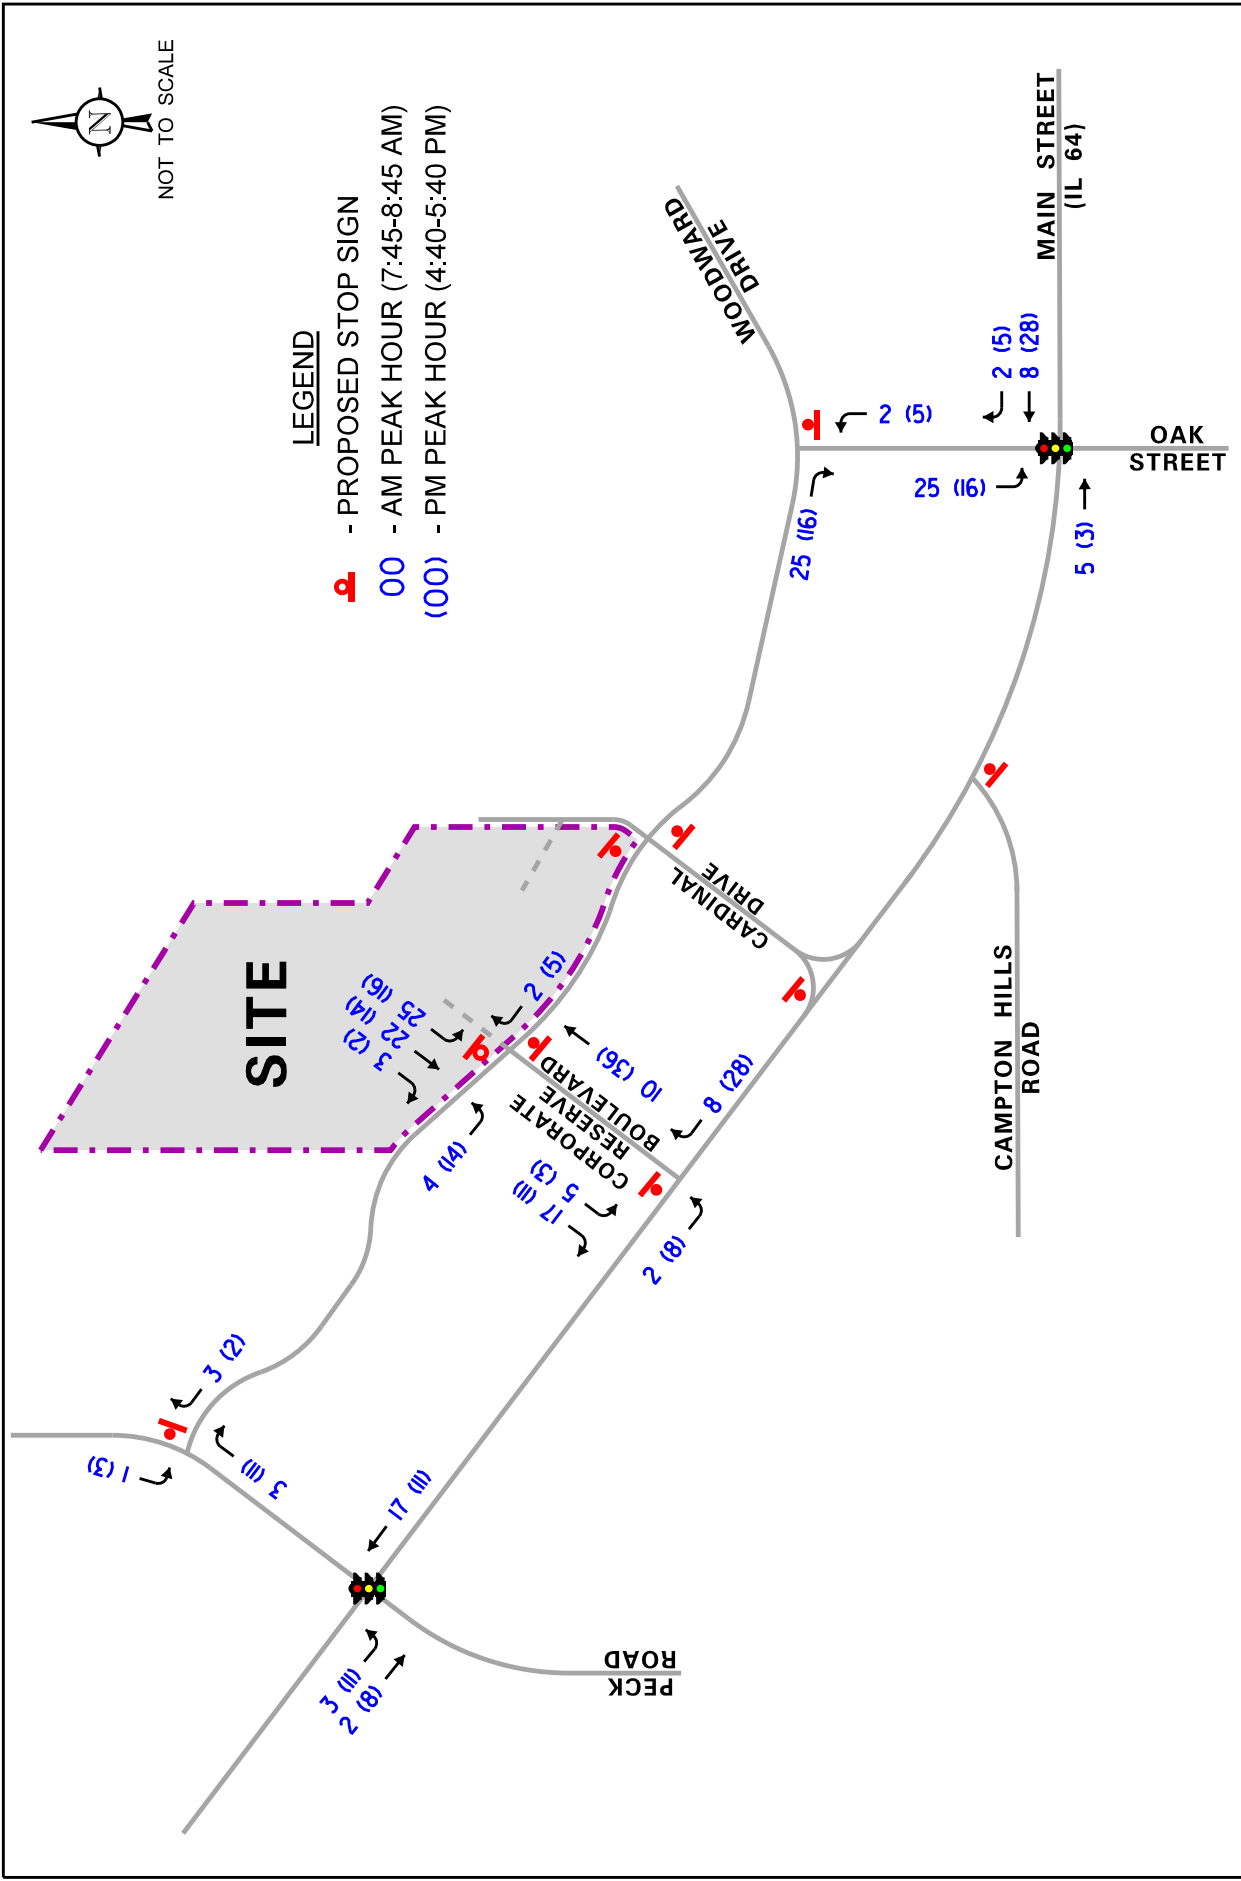 N
NOT TO SCALE
LEGEND
- PROPOSED STOP SIGN
00 - AM PEAK HOUR (7:45-8:45 AM)
(00) - PM PEAK HOUR (4:40-5:40 PM)
SITE
WOODWARD
DRIVE
MAIN STREET
(IL 64)
2 (5)
8 (28)
2 (5)
OAK
STREET
25 (16)
25 (16)
5 (3)
CARDINAL
DRIVE
CAMPTON HILLS
ROAD
2 (5)
25 (16)
22 (14)
3 (2)
10 (36)
4 (14)
CORPORATE
RESERVE
BOULEVARD
8 (28)
17 (11)
5 (3)
2 (8)
3 (2)
1 (3)
3 (11)
17 (11)
3 (11)
2 (8)
PECK
ROAD